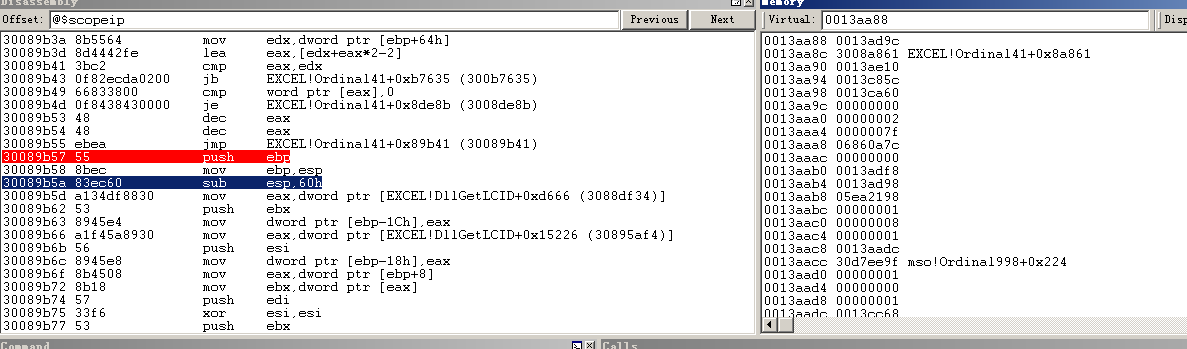 Disassembly
Offset: @$scopeip Previous Next
30089b3a 8b5564 mov edx,dword ptr [ebp+64h]
30089b3d 8d4442fe lea eax,[edx+eax*2-2]
30089b41 3bc2 cmp eax,edx
30089b43 0f82ecda0200 jb EXCEL!Ordinal41+0xb7635 (300b7635)
30089b49 66833800 cmp word ptr [eax],0
30089b4d 0f8438430000 je EXCEL!Ordinal41+0x8de8b (3008de8b)
30089b53 48 dec eax
30089b54 48 dec eax
30089b55 ebea jmp EXCEL!Ordinal41+0x89b41 (30089b41)
30089b57 55 push ebp
30089b58 8bec mov ebp,esp
30089b5a 83ec60 sub esp,60h
30089b5d a134df8830 mov eax,dword ptr [EXCEL!DllGetLCID+0xd666 (3088df34)]
30089b62 53 push ebx
30089b63 8945e4 mov dword ptr [ebp-1Ch],eax
30089b66 a1f45a8930 mov eax,dword ptr [EXCEL!DllGetLCID+0x15226 (30895af4)]
30089b6b 56 push esi
30089b6c 8945e8 mov dword ptr [ebp-18h],eax
30089b6f 8b4508 mov eax,dword ptr [ebp+8]
30089b72 8b18 mov ebx,dword ptr [eax]
30089b74 57 push edi
30089b75 33f6 xor esi,esi
30089b77 53 push ebx
Command
Memory
Virtual: 0013aa88 Disp
0013aa88 0013ad9c
0013aa8c 3008a861 EXCEL!Ordinal41+0x8a861
0013aa90 0013ae10
0013aa94 0013c85c
0013aa98 0013ca60
0013aa9c 00000000
0013aaa0 00000002
0013aaa4 0000007f
0013aaa8 06860a7c
0013aaac 00000000
0013aab0 0013adf8
0013aab4 0013ad98
0013aab8 05ea2198
0013aabc 00000001
0013aac0 00000008
0013aac4 00000001
0013aac8 0013aadc
0013aacc 30d7ee9f mso!Ordinal998+0x224
0013aad0 00000001
0013aad4 00000001
0013aad8 00000001
0013aadc 0013cc68
Calls